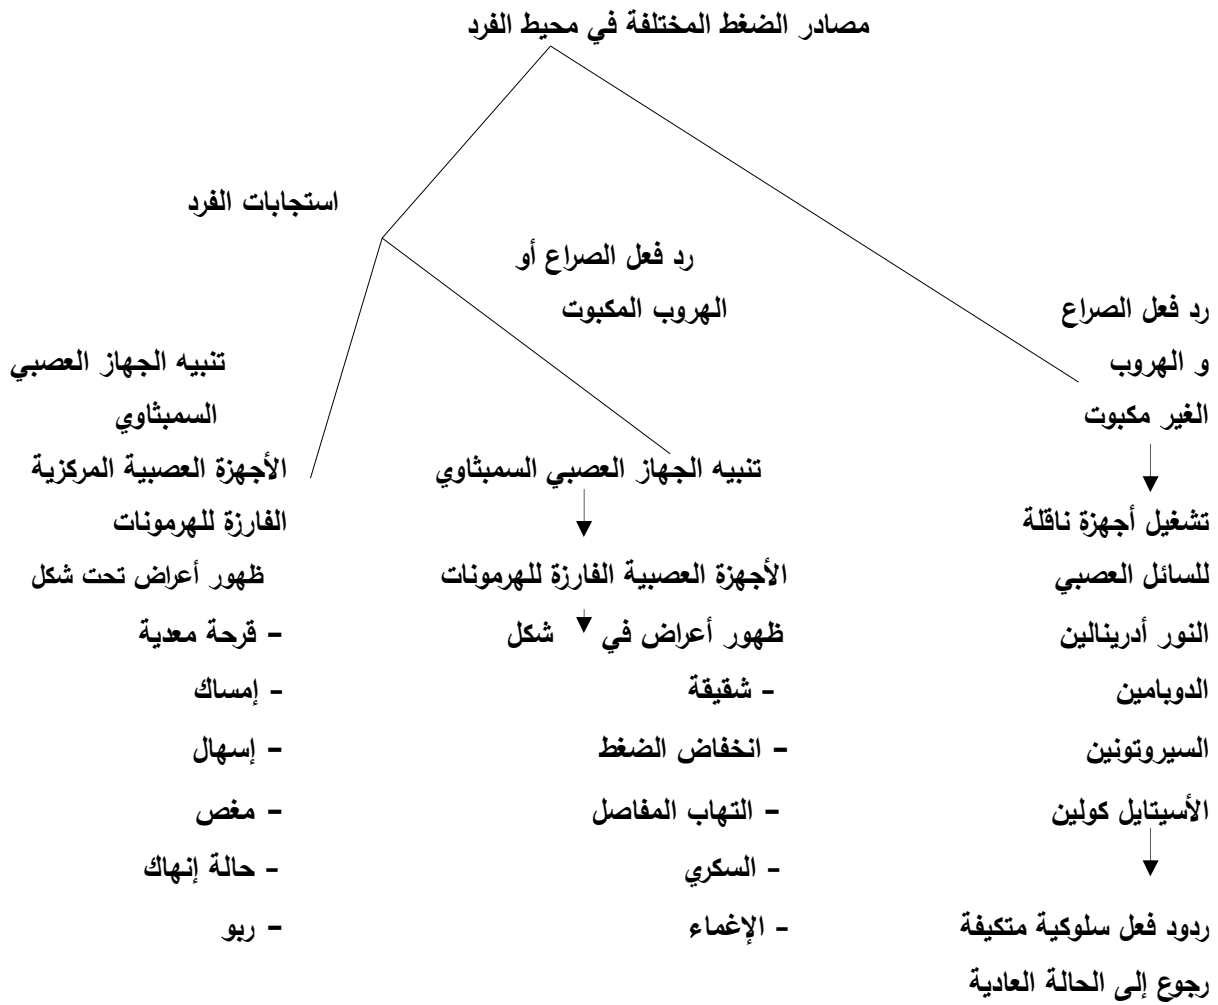 مصادر الضغط المختلفة في محيط الفرد
استجابات الفرد
رد فعل الصراع
و الهروب
الغير مكبوت
تشغيل أجهزة ناقلة
للسائل العصبي
النور أدرينالين
الدوبامين
السيروتونين
الأسيتايل كولين
ردود فعل سلوكية متكيفة
رجوع إلى الحالة العادية
رد فعل الصراع أو
الهروب المكبوت
تنبيه الجهاز العصبي السمبثاوي
الأجهزة العصبية الفارزة للهرمونات
ظهور أعراض في شكل
- شقيقة
- انخفاض الضغط
- التهاب المفاصل
- السكري
- الإغماء
تنبيه الجهاز العصبي
السمبثاوي
الأجهزة العصبية المركزية
الفارزة للهرمونات
ظهور أعراض تحت شكل
- قرحة معدية
- إمساك
- إسهال
- مغص
- حالة إنهاك
- ربو